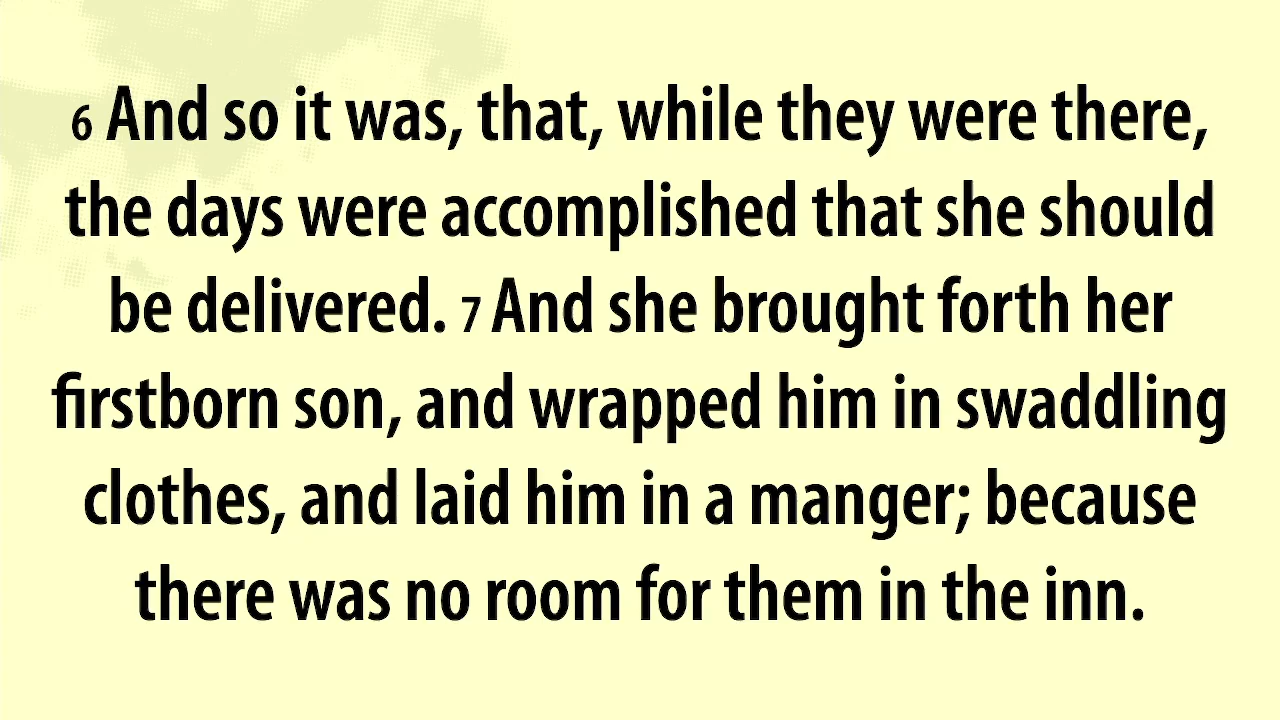 6 And so it was, that, while they were there,
the days were accomplished that she should
be delivered. 7 And she brought forth her
firstborn son, and wrapped him in swaddling
clothes, and laid him in a manger; because
there was no room for them in the inn.